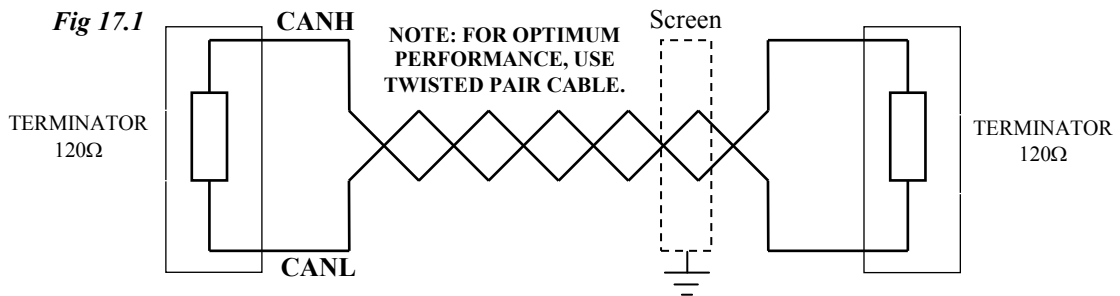 Fig 17.1
CANH
NOTE: FOR OPTIMUM
PERFORMANCE, USE
TWISTED PAIR CABLE.
Screen
TERMINATOR
120Ω
TERMINATOR
120Ω
CANL